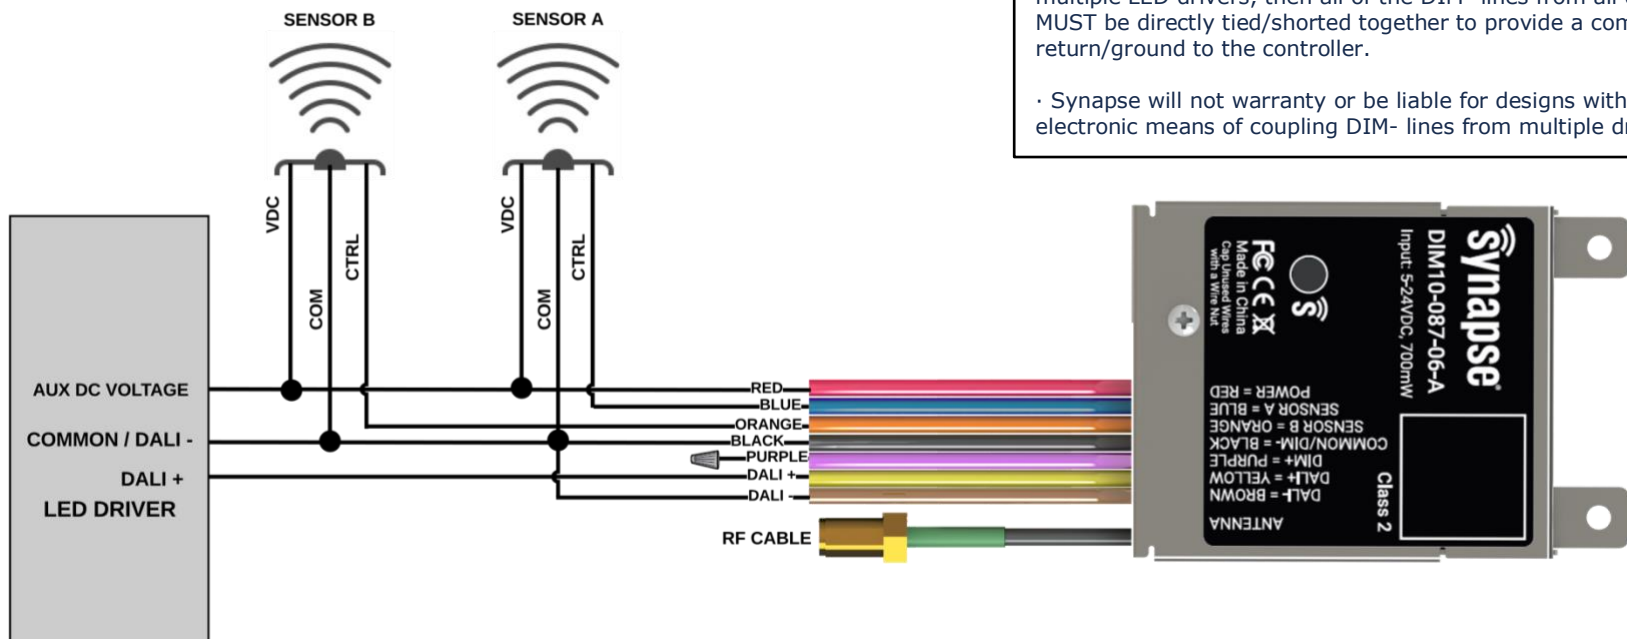 SENSOR B
SENSOR A
multiple LED drivers, then all of the DIM- lines from all
MUST be directly tied/shorted together to provide a
return/ground to the controller.
· Synapse will not warranty or be liable for designs with
electronic means of coupling DIM- lines from multiple
VDC
COM
CTRL
VDC
COM
CTRL
AUX DC VOLTAGE
COMMON / DALI -
DALI +
LED DRIVER
RED
BLUE
ORANGE
BLACK
PURPLE
DALI +
DALI -
RF CABLE
Synapse
DIM10-087-06-A
Input: 5-24VDC, 700mW
FC CE
Made in China
Cap Unused Wires
with a Wire Nut
POWER = RED
SENSOR A = BLUE
SENSOR B = ORANGE
COMMON/DIM- = BLACK
DIM+ = PURPLE
DALI+ = YELLOW
DALI- = BROWN
ANTENNA
Class 2